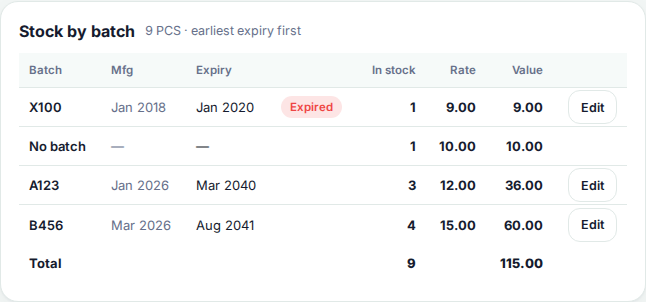 Stock by batch 9 PCS · earliest expiry first
Batch Mfg Expiry In stock Rate Value
X100 Jan 2018 Jan 2020 Expired 1 9.00 9.00 Edit
No batch — — 1 10.00 10.00
A123 Jan 2026 Mar 2040 3 12.00 36.00 Edit
B456 Mar 2026 Aug 2041 4 15.00 60.00 Edit
Total 9 115.00